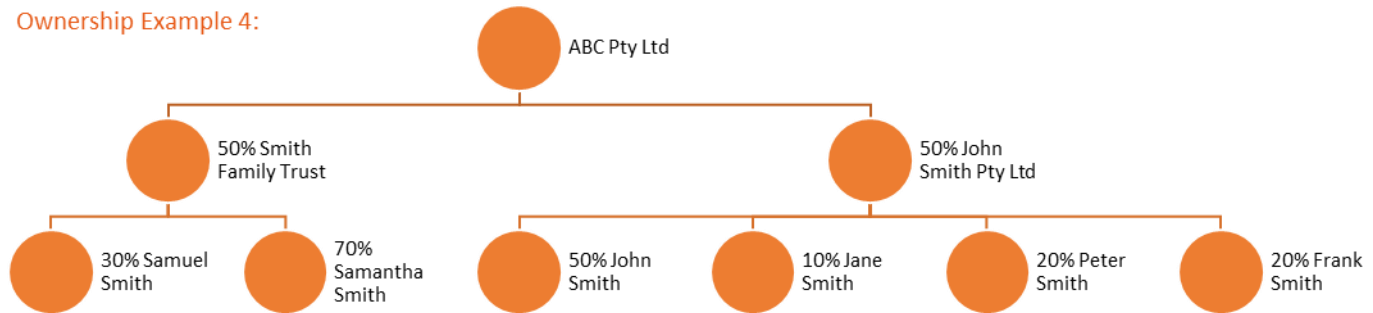 Ownership Example 4:
ABC Pty Ltd
50% Smith
Family Trust
50% John
Smith Pty Ltd
30% Samuel
Smith
70%
Samantha
Smith
50% John
Smith
10% Jane
Smith
20% Peter
Smith
20% Frank
Smith